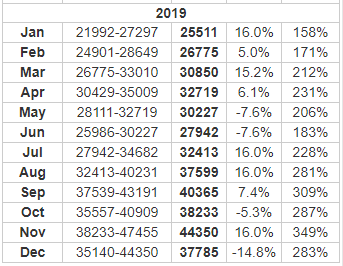 2019
Jan 21992-27297 25511 16.0% 158%
Feb 24901-28649 26775 5.0% 171%
Mar 26775-33010 30850 15.2% 212%
Apr 30429-35009 32719 6.1% 231%
May 28111-32719 30227 -7.6% 206%
Jun 25986-30227 27942 -7.6% 183%
Jul 27942-34682 32413 16.0% 228%
Aug 32413-40231 37599 16.0% 281%
Sep 37539-43191 40365 7.4% 309%
Oct 35557-40909 38233 -5.3% 287%
Nov 38233-47455 44350 16.0% 349%
Dec 35140-44350 37785 -14.8% 283%